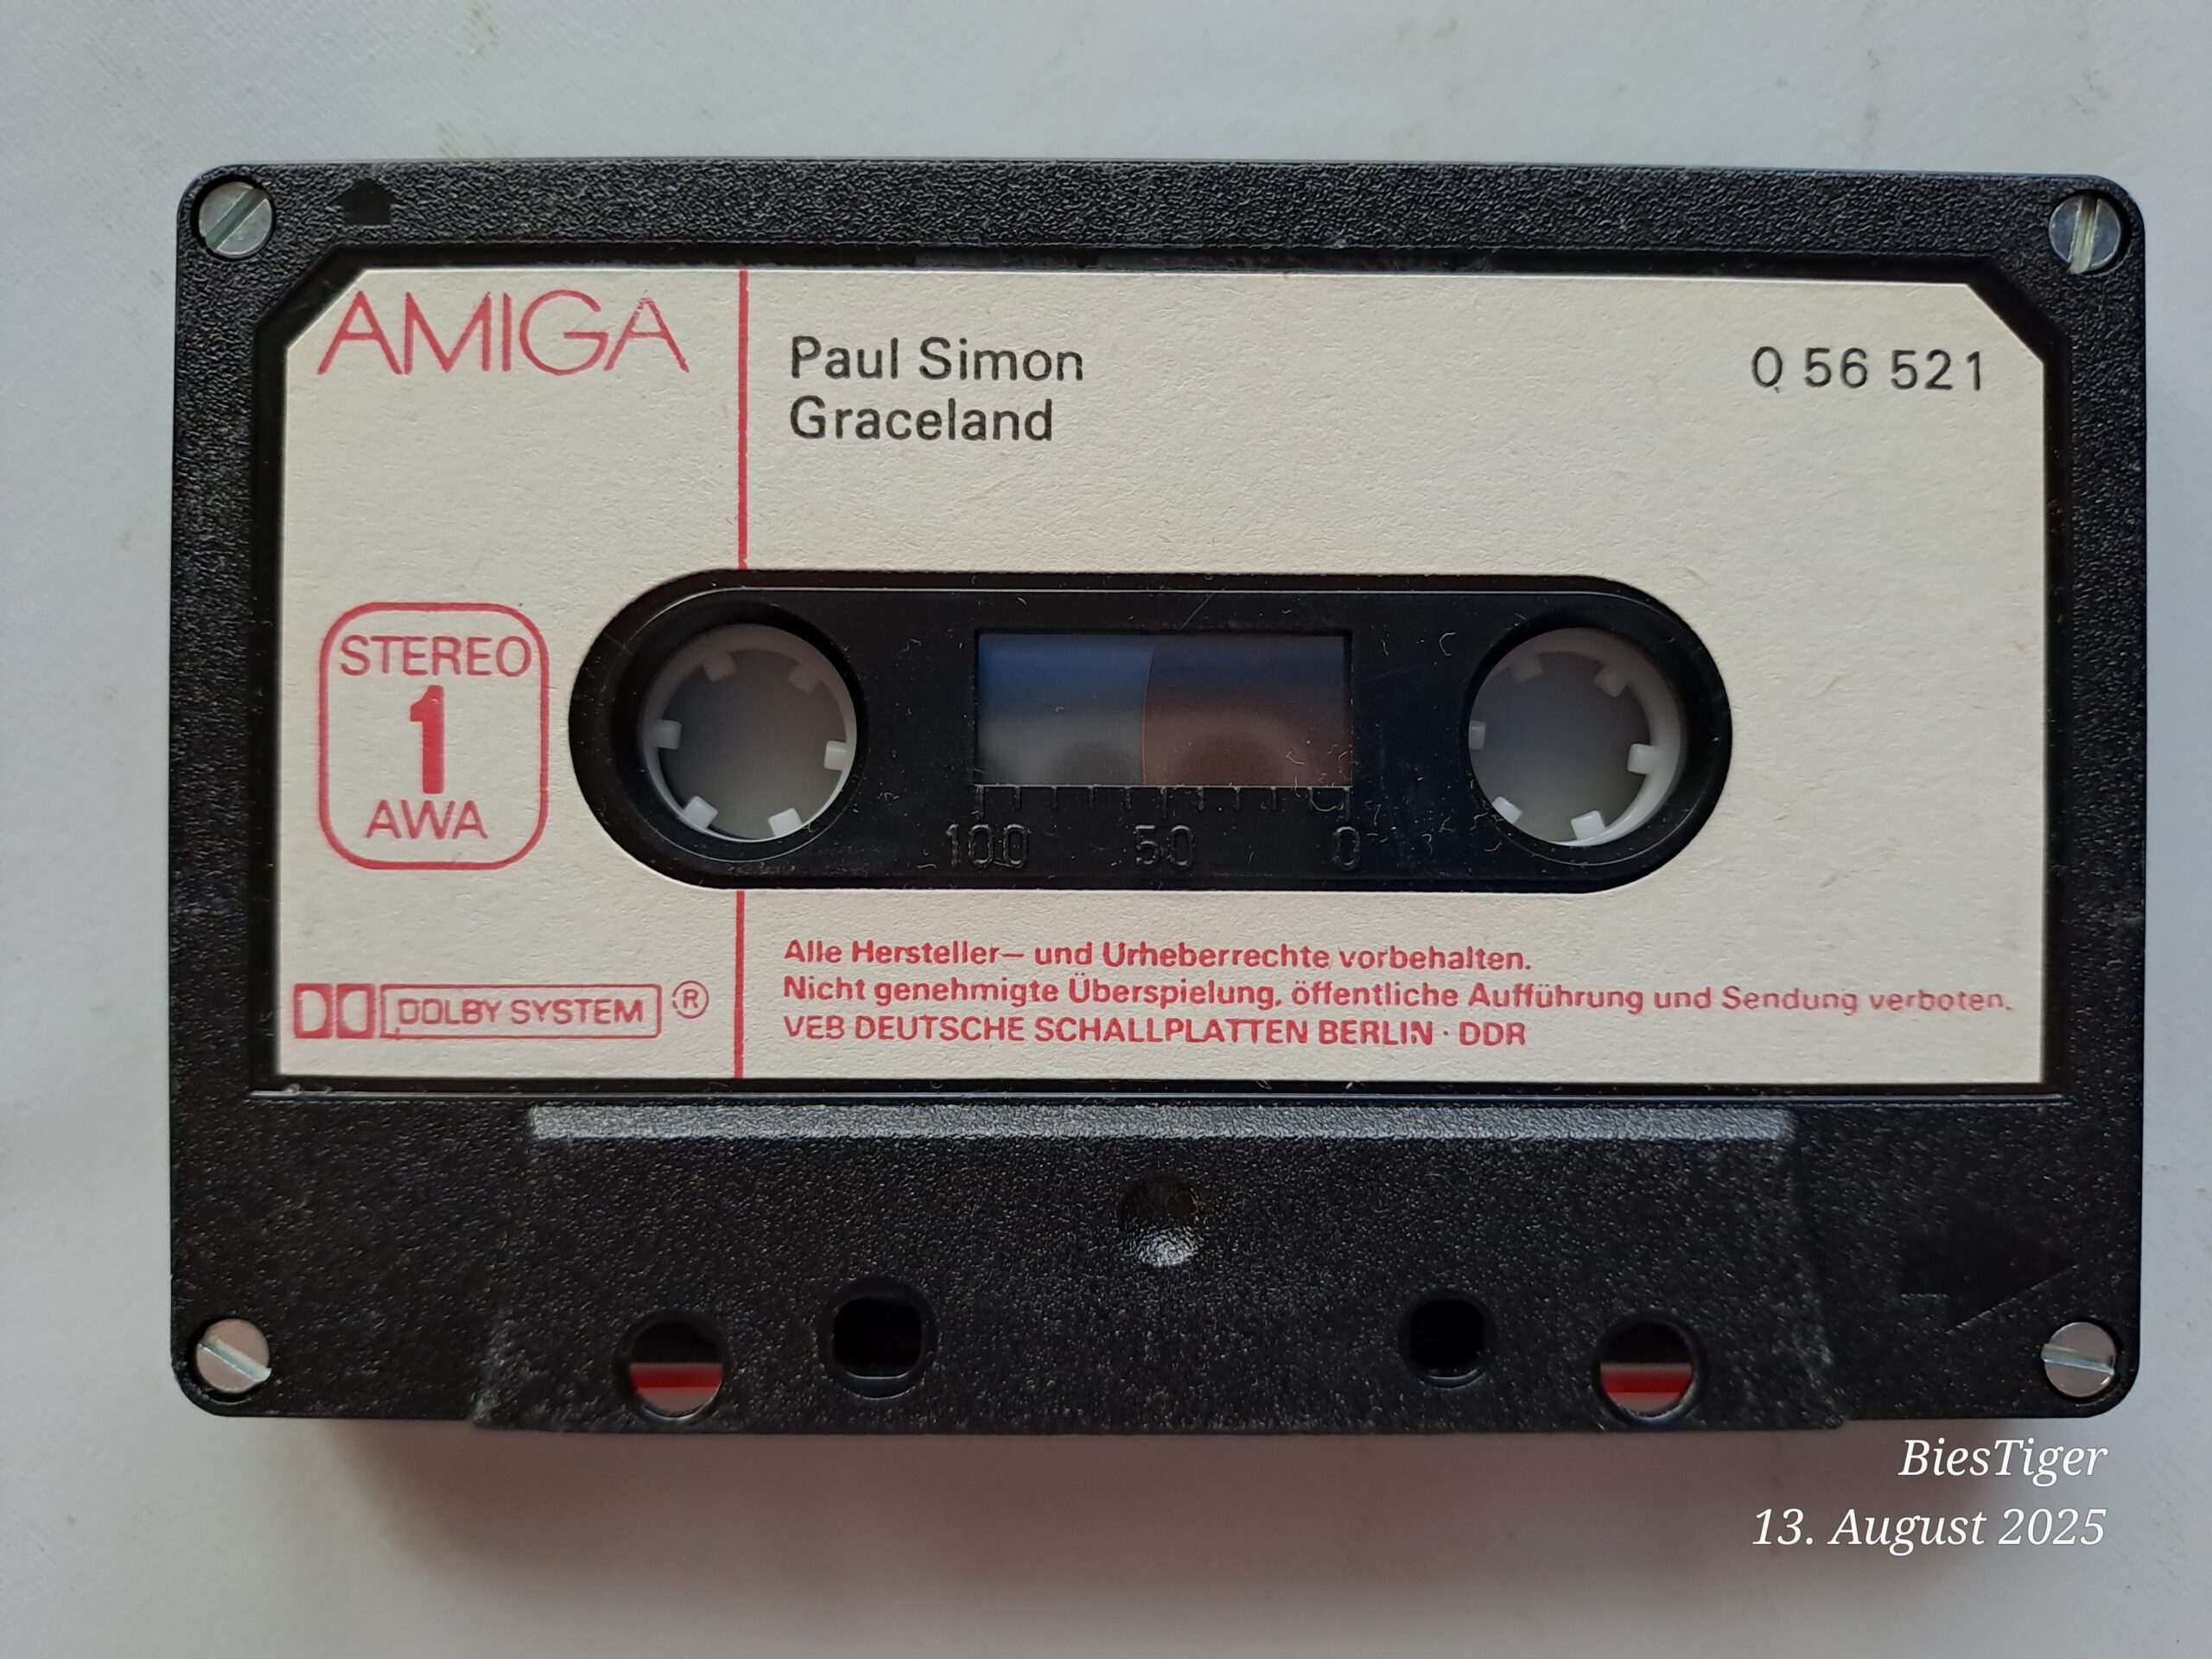 AMIGA
Paul Simon
Graceland
0 56 521
STEREO
1
AWA
100 50 0
DOLBY SYSTEM ®
Alle Hersteller– und Urheberrechte vorbehalten.
Nicht genehmigte Überspielung, öffentliche Aufführung und Sendung verboten.
VEB DEUTSCHE SCHALLPLATTEN BERLIN · DDR
BiesTiger
13. August 2025